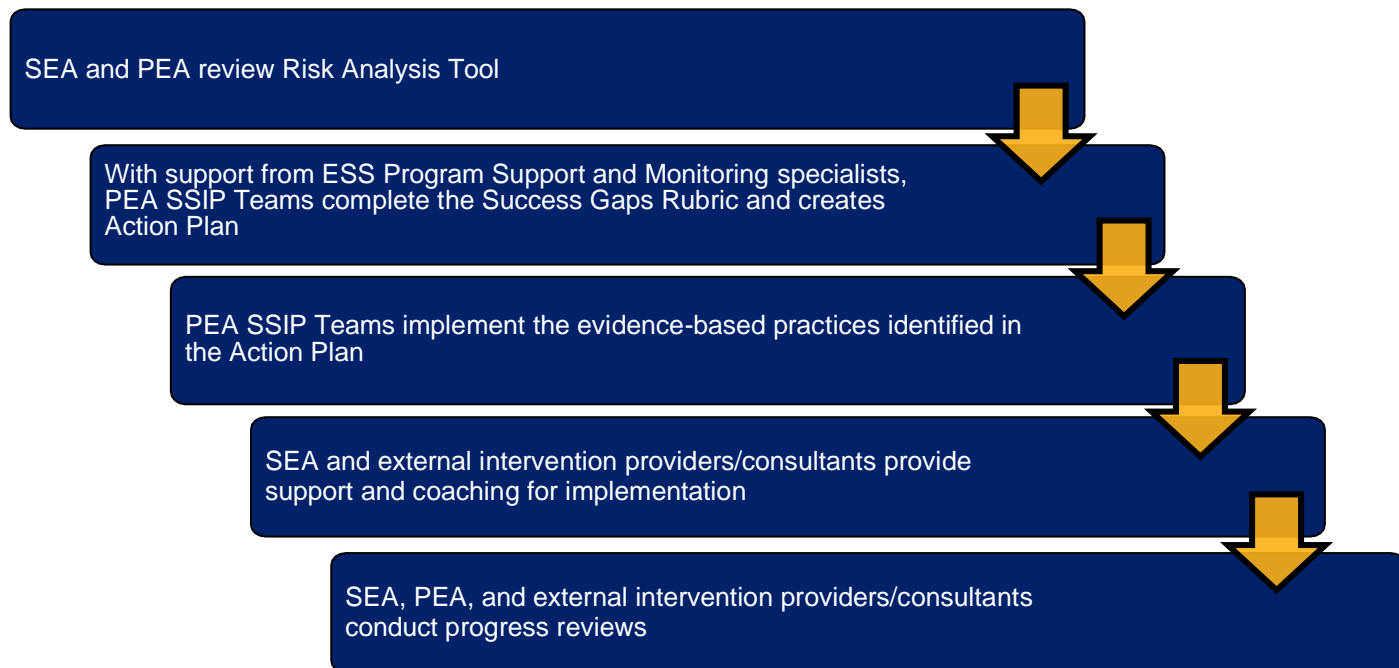 SEA and PEA review Risk Analysis Tool
With support from ESS Program Support and Monitoring specialists,
PEA SSIP Teams complete the Success Gaps Rubric and creates
Action Plan
PEA SSIP Teams implement the evidence-based practices identified in
the Action Plan
SEA and external intervention providers/consultants provide
support and coaching for implementation
SEA, PEA, and external intervention providers/consultants
conduct progress reviews